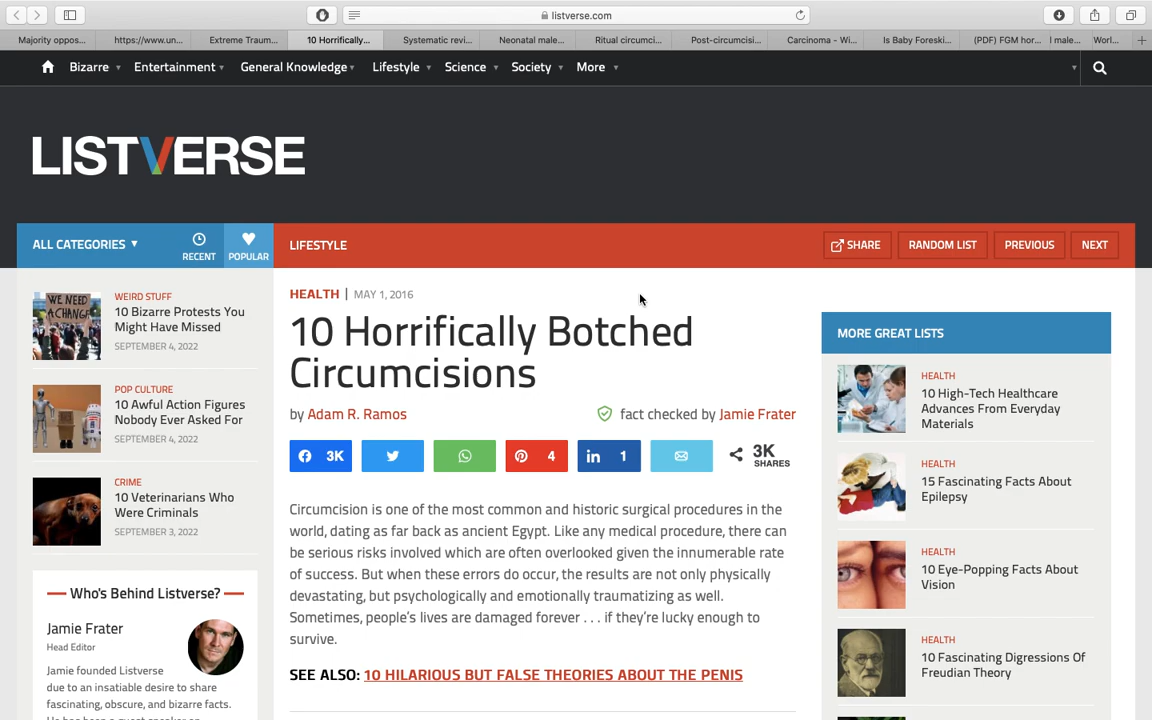 listverse.com
Majority oppos...
https://www.un...
Extreme Traum...
10 Horrifically...
Systematic revi...
Neonatal male...
Ritual circumci...
Post-circumcisi...
Carcinoma - Wi...
Is Baby Foreski...
(PDF) FGM hor...
l male...
Worl...
Bizarre
Entertainment
General Knowledge
Lifestyle
Science
Society
More
LISTVERSE
ALL CATEGORIES
RECENT
POPULAR
LIFESTYLE
SHARE
RANDOM LIST
PREVIOUS
NEXT
WEIRD STUFF
10 Bizarre Protests You
Might Have Missed
SEPTEMBER 4, 2022
WE NEED
A CHANGE
POP CULTURE
10 Awful Action Figures
Nobody Ever Asked For
SEPTEMBER 4, 2022
CRIME
10 Veterinarians Who
Were Criminals
SEPTEMBER 3, 2022
Who's Behind Listverse?
Jamie Frater
Head Editor
Jamie founded Listverse
due to an insatiable desire to share
fascinating, obscure, and bizarre facts.
He has been a guest speaker on
HEALTH | MAY 1, 2016
10 Horrifically Botched
Circumcisions
by Adam R. Ramos
fact checked by Jamie Frater
3K
4
1
3K
SHARES
Circumcision is one of the most common and historic surgical procedures in the
world, dating as far back as ancient Egypt. Like any medical procedure, there can
be serious risks involved which are often overlooked given the innumerable rate
of success. But when these errors do occur, the results are not only physically
devastating, but psychologically and emotionally traumatizing as well.
Sometimes, people's lives are damaged forever . . . if they're lucky enough to
survive.
SEE ALSO: 10 HILARIOUS BUT FALSE THEORIES ABOUT THE PENIS
MORE GREAT LISTS
HEALTH
10 High-Tech Healthcare
Advances From Everyday
Materials
HEALTH
15 Fascinating Facts About
Epilepsy
HEALTH
10 Eye-Popping Facts About
Vision
HEALTH
10 Fascinating Digressions Of
Freudian Theory